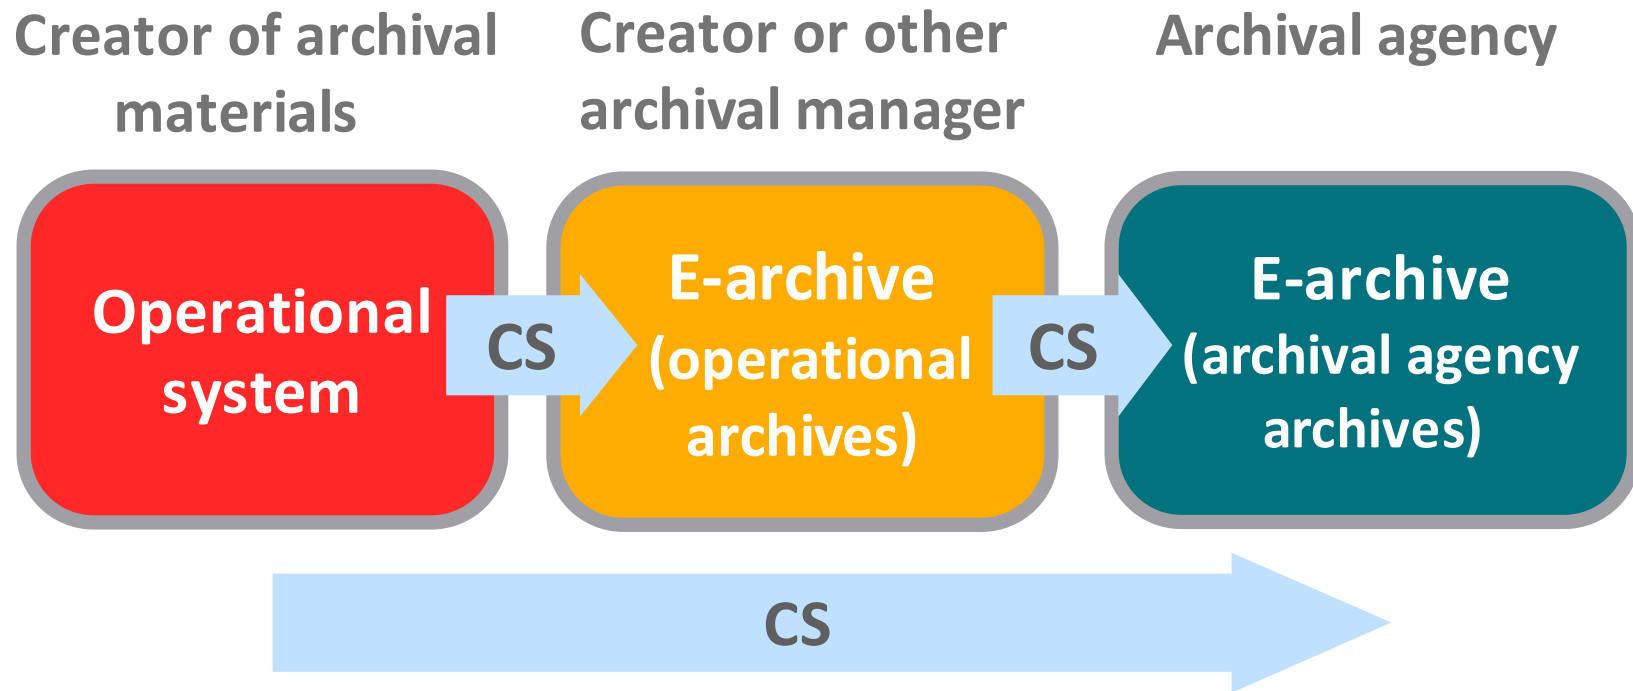 Creator of archival
materials
Creator or other
archival manager
Archival agency
Operational
system
CS
E-archive
(operational
archives)
CS
E-archive
(archival agency
archives)
CS